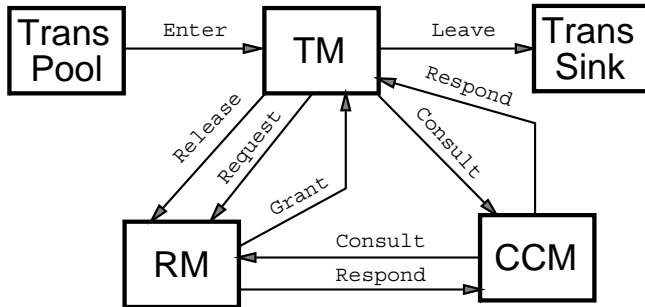 Trans
Pool
Enter
TM
Leave
Trans
Sink
Respond
Release
Request
Consult
Grant
RM
Consult
Respond
CCM